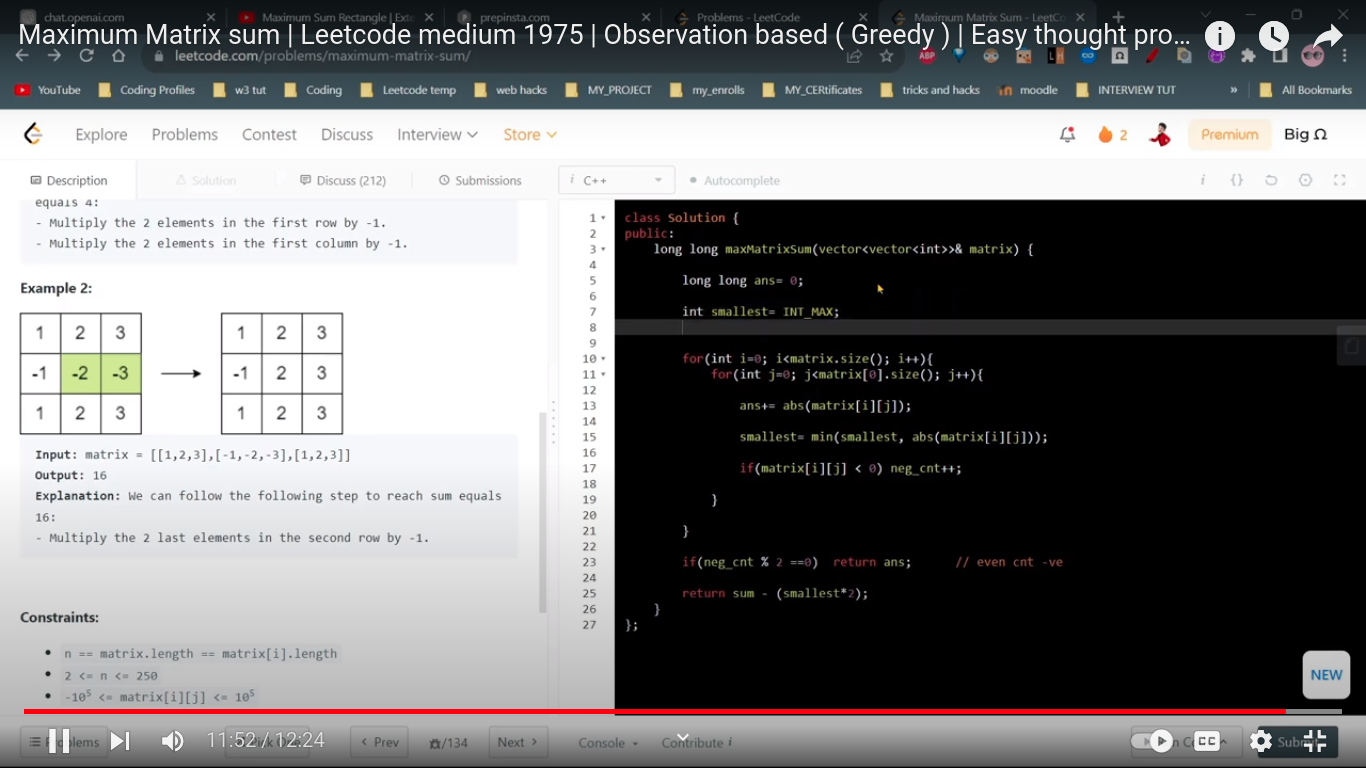 chat.openai.com
Maximum Sum Rectangle | Exte
prepinsta.com
Problems - LeetCode
Maximum Matrix Sum - LeetCo
Maximum Matrix sum | Leetcode medium 1975 | Observation based ( Greedy ) | Easy thought pro...
leetcode.com/problems/maximum-matrix-sum/
YouTube
Coding Profiles
w3 tut
Coding
Leetcode temp
web hacks
MY_PROJECT
my_enrolls
MY_CERtificates
tricks and hacks
moodle
INTERVIEW TUT
»
All Bookmarks
Explore
Problems
Contest
Discuss
Interview
Store
2
Premium
Big Ω
Description
Solution
Discuss (212)
Submissions
i C++
Autocomplete
equals 4:
- Multiply the 2 elements in the first row by -1.
- Multiply the 2 elements in the first column by -1.
Example 2:
1 2 3 1 2 3
-1 -2 -3 -1 2 3
1 2 3 1 2 3
Input: matrix = [[1,2,3],[-1,-2,-3],[1,2,3]]
Output: 16
Explanation: We can follow the following step to reach sum equals
16:
- Multiply the 2 last elements in the second row by -1.
Constraints:
• n == matrix.length == matrix[i].length
• 2 <= n <= 250
• -10⁵ <= matrix[i][j] <= 10⁵
1 class Solution {
2 public:
3 long long maxMatrixSum(vector<vector<int>>& matrix) {
4
5 long long ans= 0;
6
7 int smallest= INT_MAX;
8
9
10 for(int i=0; i<matrix.size(); i++){
11 for(int j=0; j<matrix[0].size(); j++){
12
13 ans+= abs(matrix[i][j]);
14
15 smallest= min(smallest, abs(matrix[i][j]));
16
17 if(matrix[i][j] < 0) neg_cnt++;
18
19 }
20
21 }
22
23 if(neg_cnt % 2 ==0) return ans; // even cnt -ve
24
25 return sum - (smallest*2);
26 }
27 };
NEW
11:52 / 12:24
< Prev
/134
Next >
Console
Contribute i
CC